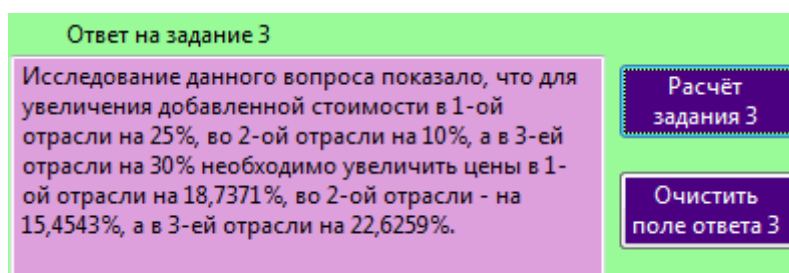 Ответ на задание 3
Исследование данного вопроса показало, что для
увеличения добавленной стоимости в 1-ой
отрасли на 25%, во 2-ой отрасли на 10%, а в 3-ей
отрасли на 30% необходимо увеличить цены в 1-
ой отрасли на 18,7371%, во 2-ой отрасли - на
15,4543%, а в 3-ей отрасли на 22,6259%.
Расчёт
задания 3
Очистить
поле ответа 3